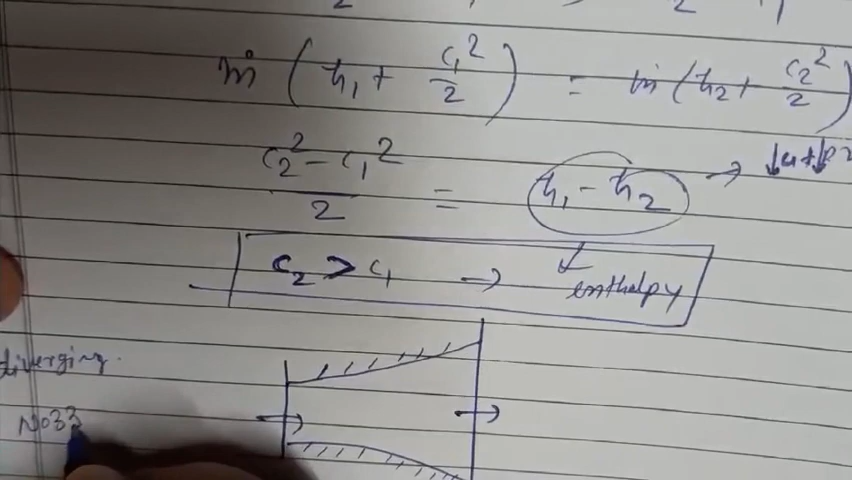 ṁ (h₁ + c₁²/2) = ṁ (h₂ + c₂²/2)
(c₂² - c₁²)/2 = h₁ - h₂ →
c₂ > c₁ → enthalpy
diverging.
Nozz